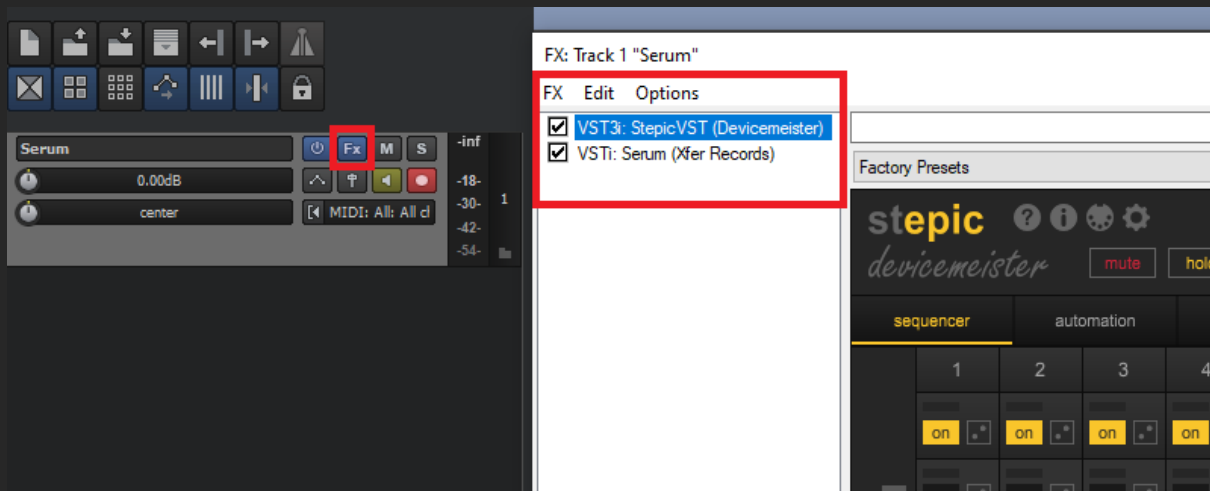 FX: Track 1 "Serum"
FX Edit Options
VST3i: StepicVST (Devicemeister)
VSTi: Serum (Xfer Records)
Serum
Fx
M
S
-inf
0.00dB
-18-
-30-
1
center
MIDI: All: All cl
-42-
-54-
Factory Presets
stepic
devicemeister
mute
hol
sequencer
automation
1
2
3
4
on
on
on
on